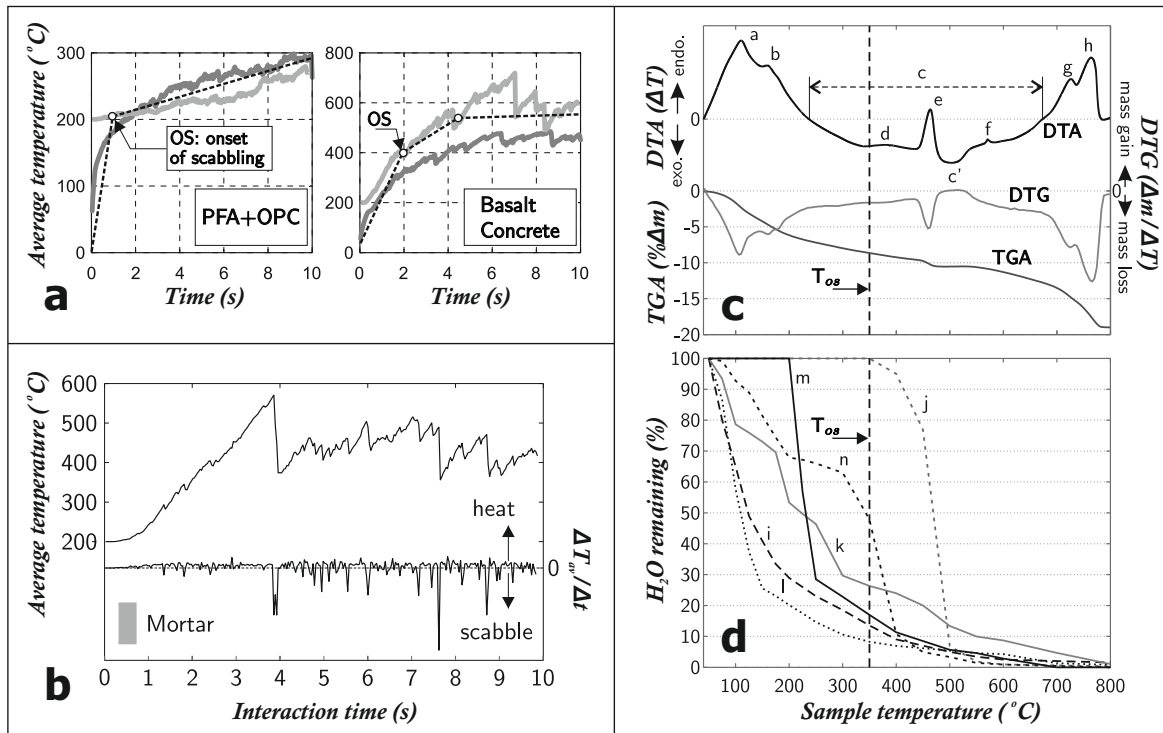 a
Average temperature (°C)
300
200
100
0
OS: onset
of scabbling
PFA+OPC
0 2 4 6 8 10
Time (s)
800
600
400
200
0
OS
Basalt
Concrete
0 2 4 6 8 10
Time (s)
b
Average temperature (°C)
600
500
400
300
200
heat
0
scabble
ΔTav/Δt
Mortar
0 1 2 3 4 5 6 7 8 9 10
Interaction time (s)
c
DTA (ΔT)
endo.
0
exo.
TGA (%Δm)
0
-5
-10
-15
-20
a
b
c
d
e
f
g
h
c'
DTA
DTG
TGA
Tos
mass gain
0
mass loss
DTG (Δm/ΔT)
d
H2O remaining (%)
100
90
80
70
60
50
40
30
20
10
0
m
j
Tos
n
k
i
l
100 200 300 400 500 600 700 800
Sample temperature (°C)